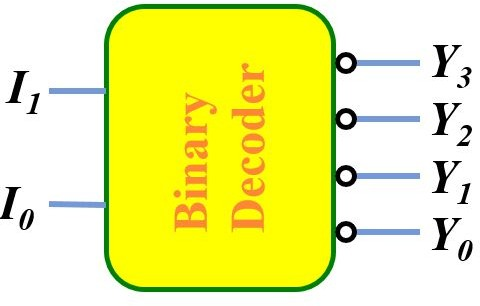 I₁
I₀
Binary
Decoder
Y₃
Y₂
Y₁
Y₀